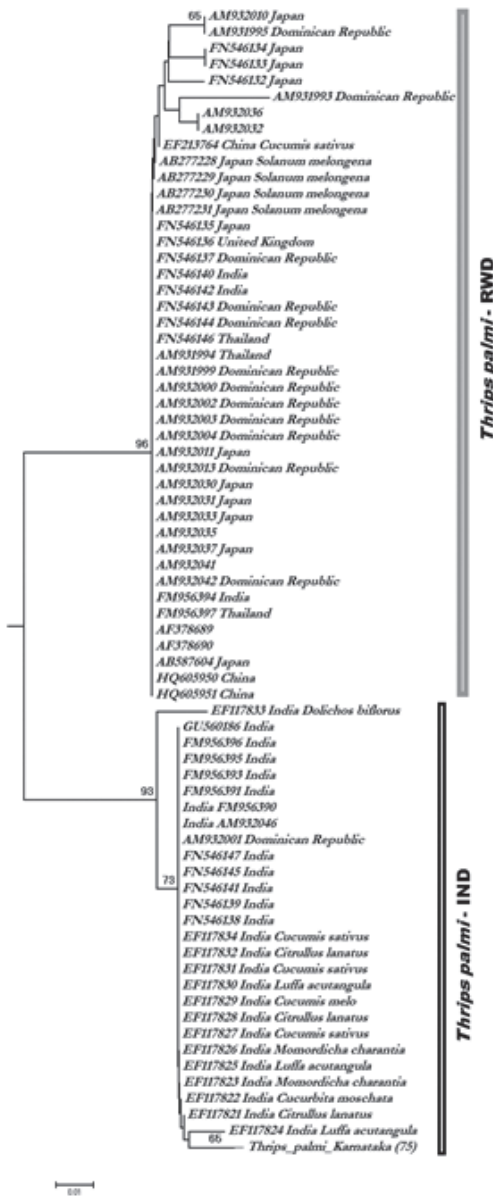 65 AM932010 Japan
AM931995 Dominican Republic
FN546134 Japan
FN546133 Japan
FN546132 Japan
AM931993 Dominican Republic
AM932036
AM932032
EF213764 China Cucumis sativus
AB277228 Japan Solanum melongena
AB277229 Japan Solanum melongena
AB277230 Japan Solanum melongena
AB277231 Japan Solanum melongena
FN546135 Japan
FN546136 United Kingdom
FN546137 Dominican Republic
FN546140 India
FN546142 India
FN546143 Dominican Republic
FN546144 Dominican Republic
FN546146 Thailand
AM931994 Thailand
AM931999 Dominican Republic
AM932000 Dominican Republic
AM932002 Dominican Republic
AM932003 Dominican Republic
AM932004 Dominican Republic
96 AM932011 Japan
AM932013 Dominican Republic
AM932030 Japan
AM932031 Japan
AM932033 Japan
AM932035
AM932037 Japan
AM932041
AM932042 Dominican Republic
FM956394 India
FM956397 Thailand
AF378689
AF378690
AB587604 Japan
HQ605950 China
HQ605951 China
Thrips palmi - RWD
EF117833 India Dolichos biflorus
GU560186 India
FM956396 India
FM956395 India
FM956393 India
93 FM956391 India
India FM956390
India AM932046
AM932001 Dominican Republic
FN546147 India
FN546145 India
73 FN546141 India
FN546139 India
FN546138 India
EF117834 India Cucumis sativus
EF117832 India Citrullus lanatus
EF117831 India Cucumis sativus
EF117830 India Luffa acutangula
EF117829 India Cucumis melo
EF117828 India Citrullus lanatus
EF117827 India Cucumis sativus
EF117826 India Momordicha charantia
EF117825 India Luffa acutangula
EF117823 India Momordicha charantia
EF117822 India Cucurbita moschata
EF117821 India Citrullus lanatus
EF117824 India Luffa acutangula
65 Thrips_palmi_Karnataka (75)
Thrips palmi - IND
0.01